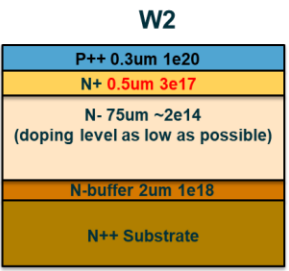 W2
P++ 0.3um 1e20
N+ 0.5um 3e17
N- 75um ~2e14
(doping level as low as possible)
N-buffer 2um 1e18
N++ Substrate